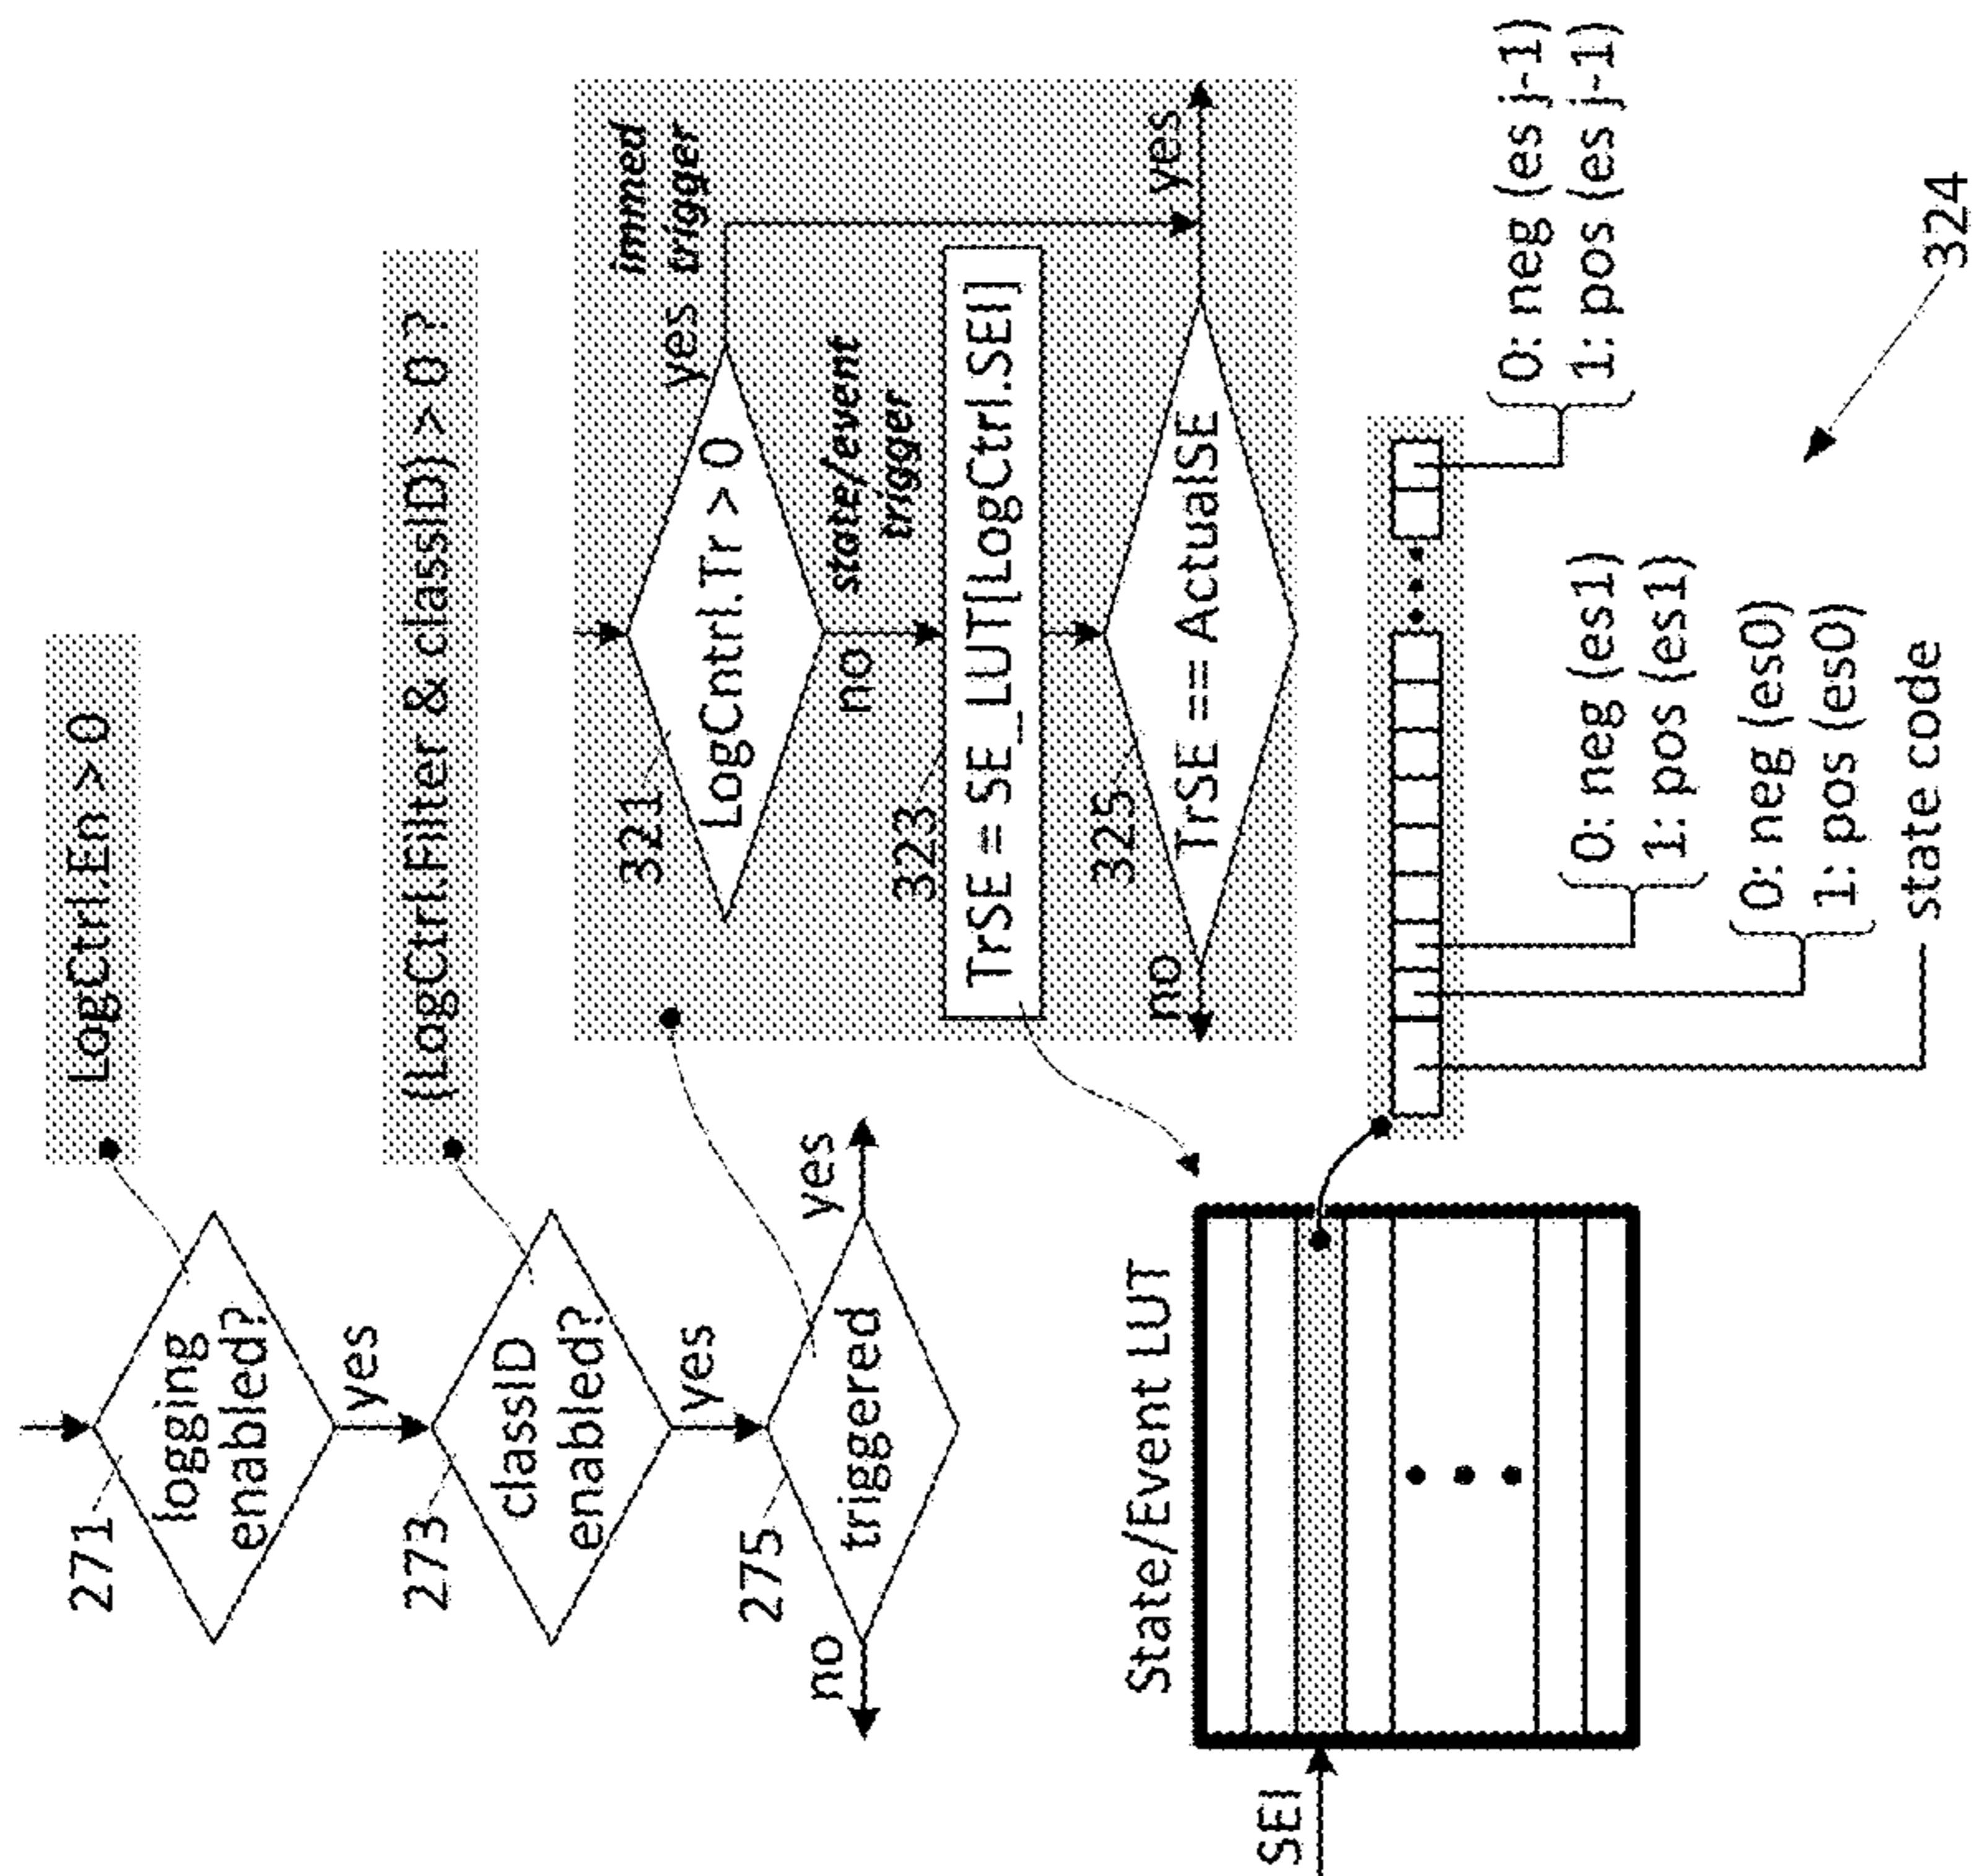 271
logging
enabled?
yes
LogCtrl.En > 0
273
classID
enabled?
yes
(LogCtrl.Filter & classID) > 0 ?
275
triggered
no
yes
321
LogCntrl.Tr > 0
yes
immed
trigger
no
state/event
trigger
323
TrSE = SE_LUT[LogCtrl.SEI]
325
TrSE == ActualSE
no
yes
State/Event LUT
SEI
0: neg (es j-1)
1: pos (es j-1)
0: neg (es1)
1: pos (es1)
0: neg (es0)
1: pos (es0)
state code
324